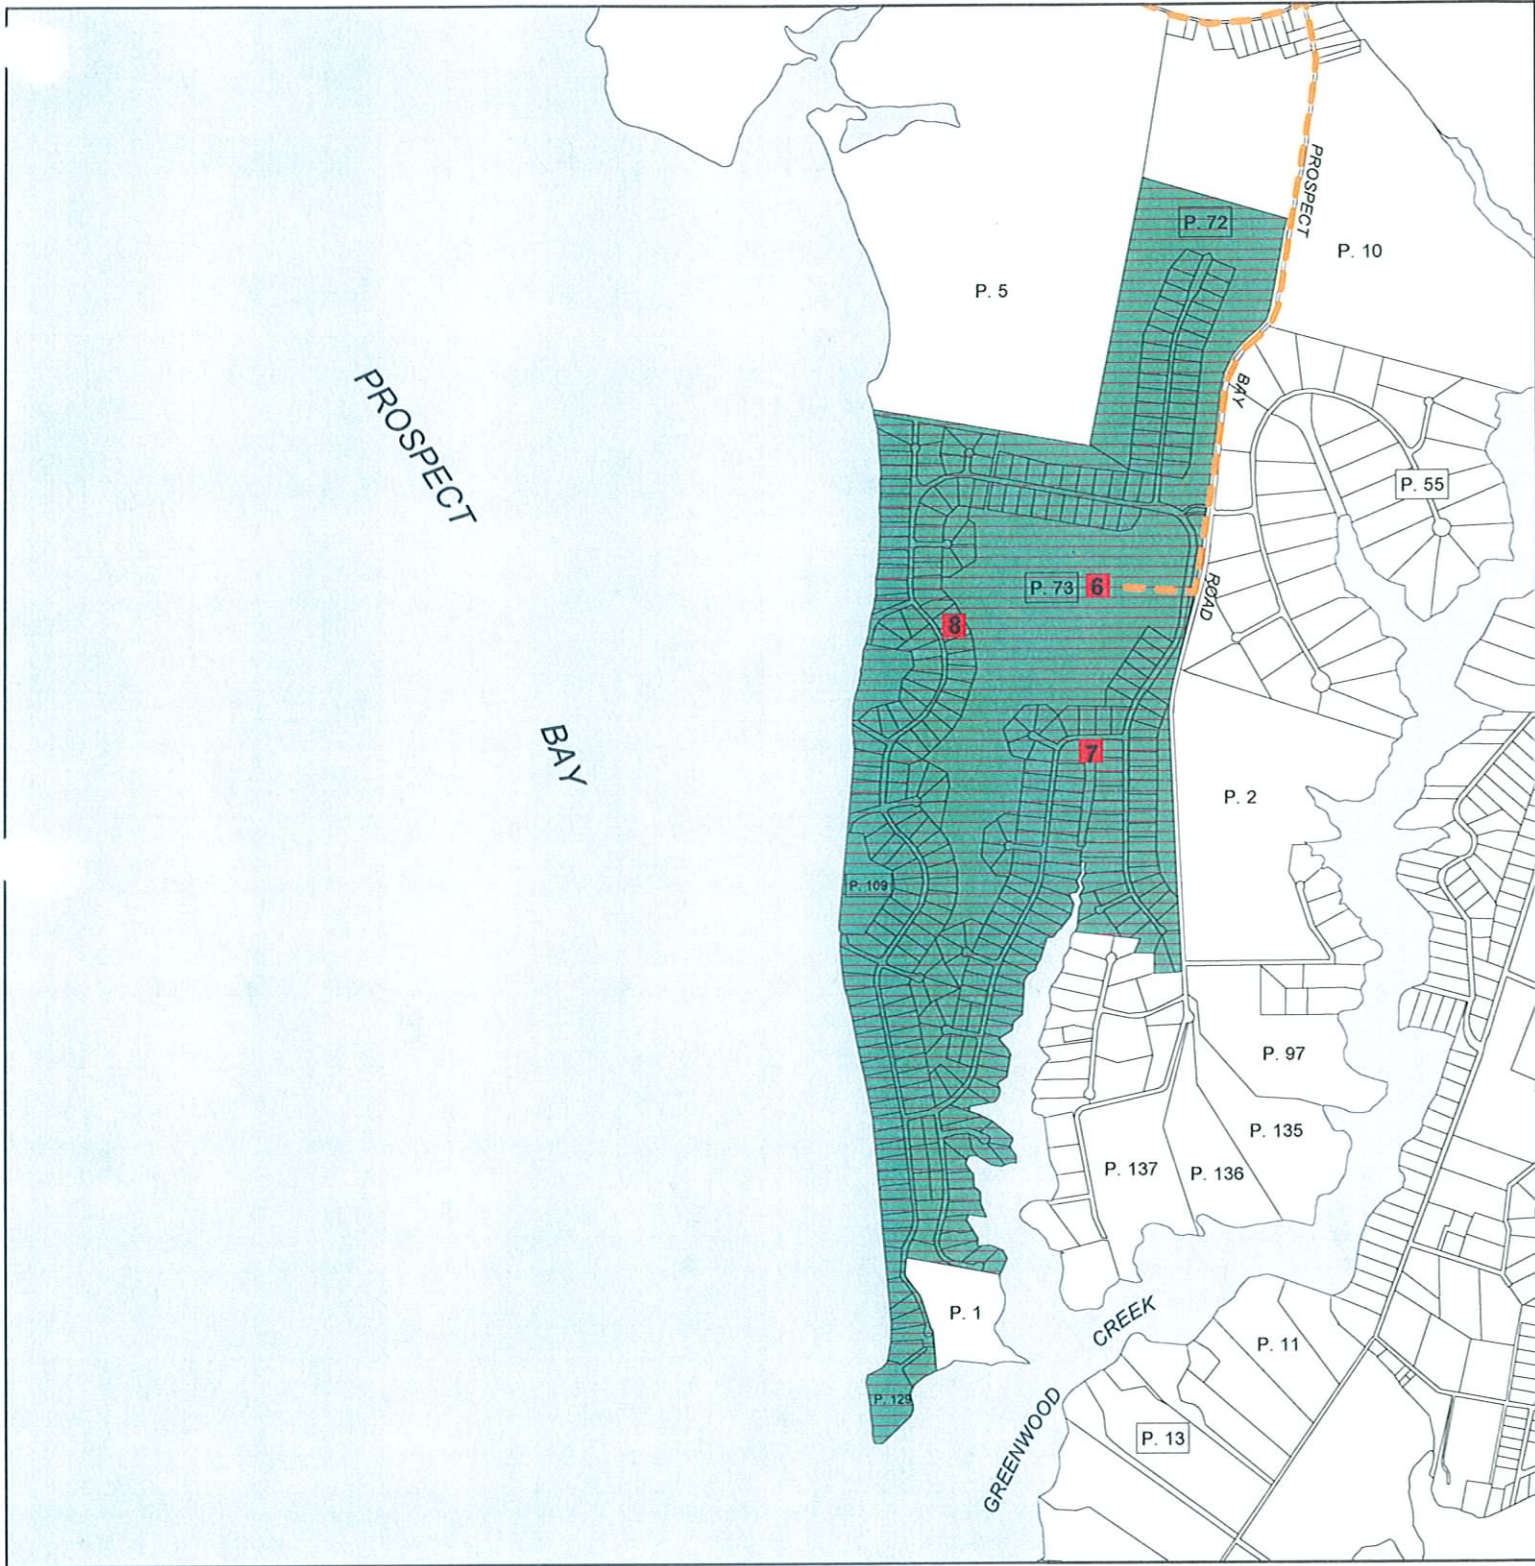 PROSPECT
P. 72
P. 10
P. 5
PROSPECT
BAY
P. 55
P. 73
6
ROAD
8
BAY
7
P. 2
P. 109
P. 97
P. 135
P. 137
P. 136
P. 1
CREEK
P. 11
P. 129
GREENWOOD
P. 13